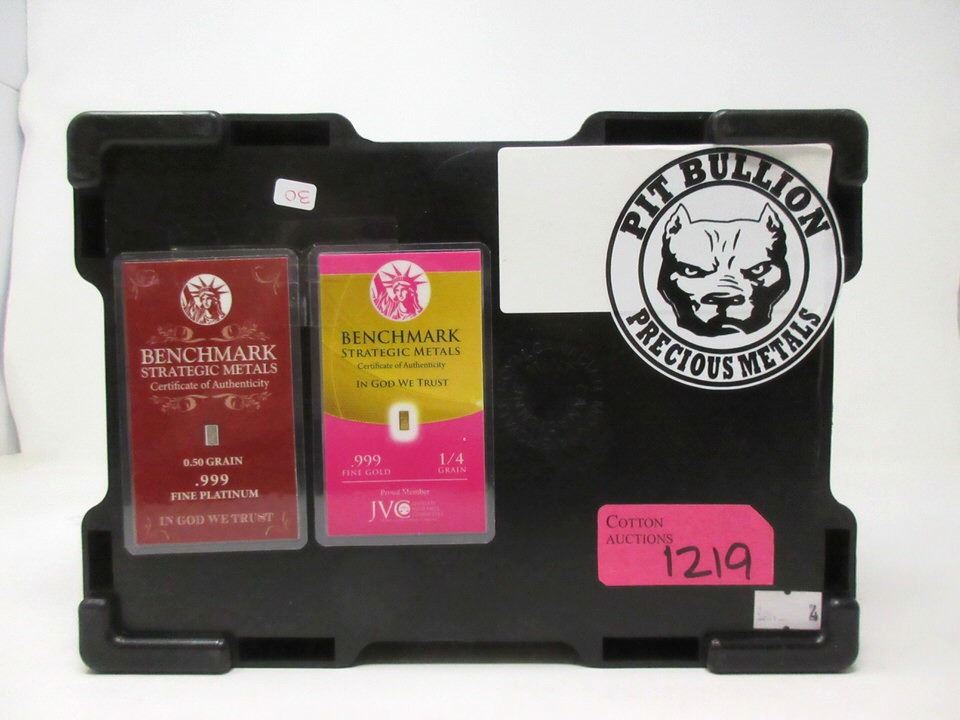 30
BENCHMARK
STRATEGIC METALS
Certificate of Authenticity
0.50 GRAIN
.999
FINE PLATINUM
IN GOD WE TRUST
BENCHMARK
STRATEGIC METALS
Certificate of Authenticity
IN GOD WE TRUST
.999
FINE GOLD
1/4
GRAIN
Proud Member
JVC
PIT BULLION
PRECIOUS METALS
COTTON
AUCTIONS
1219